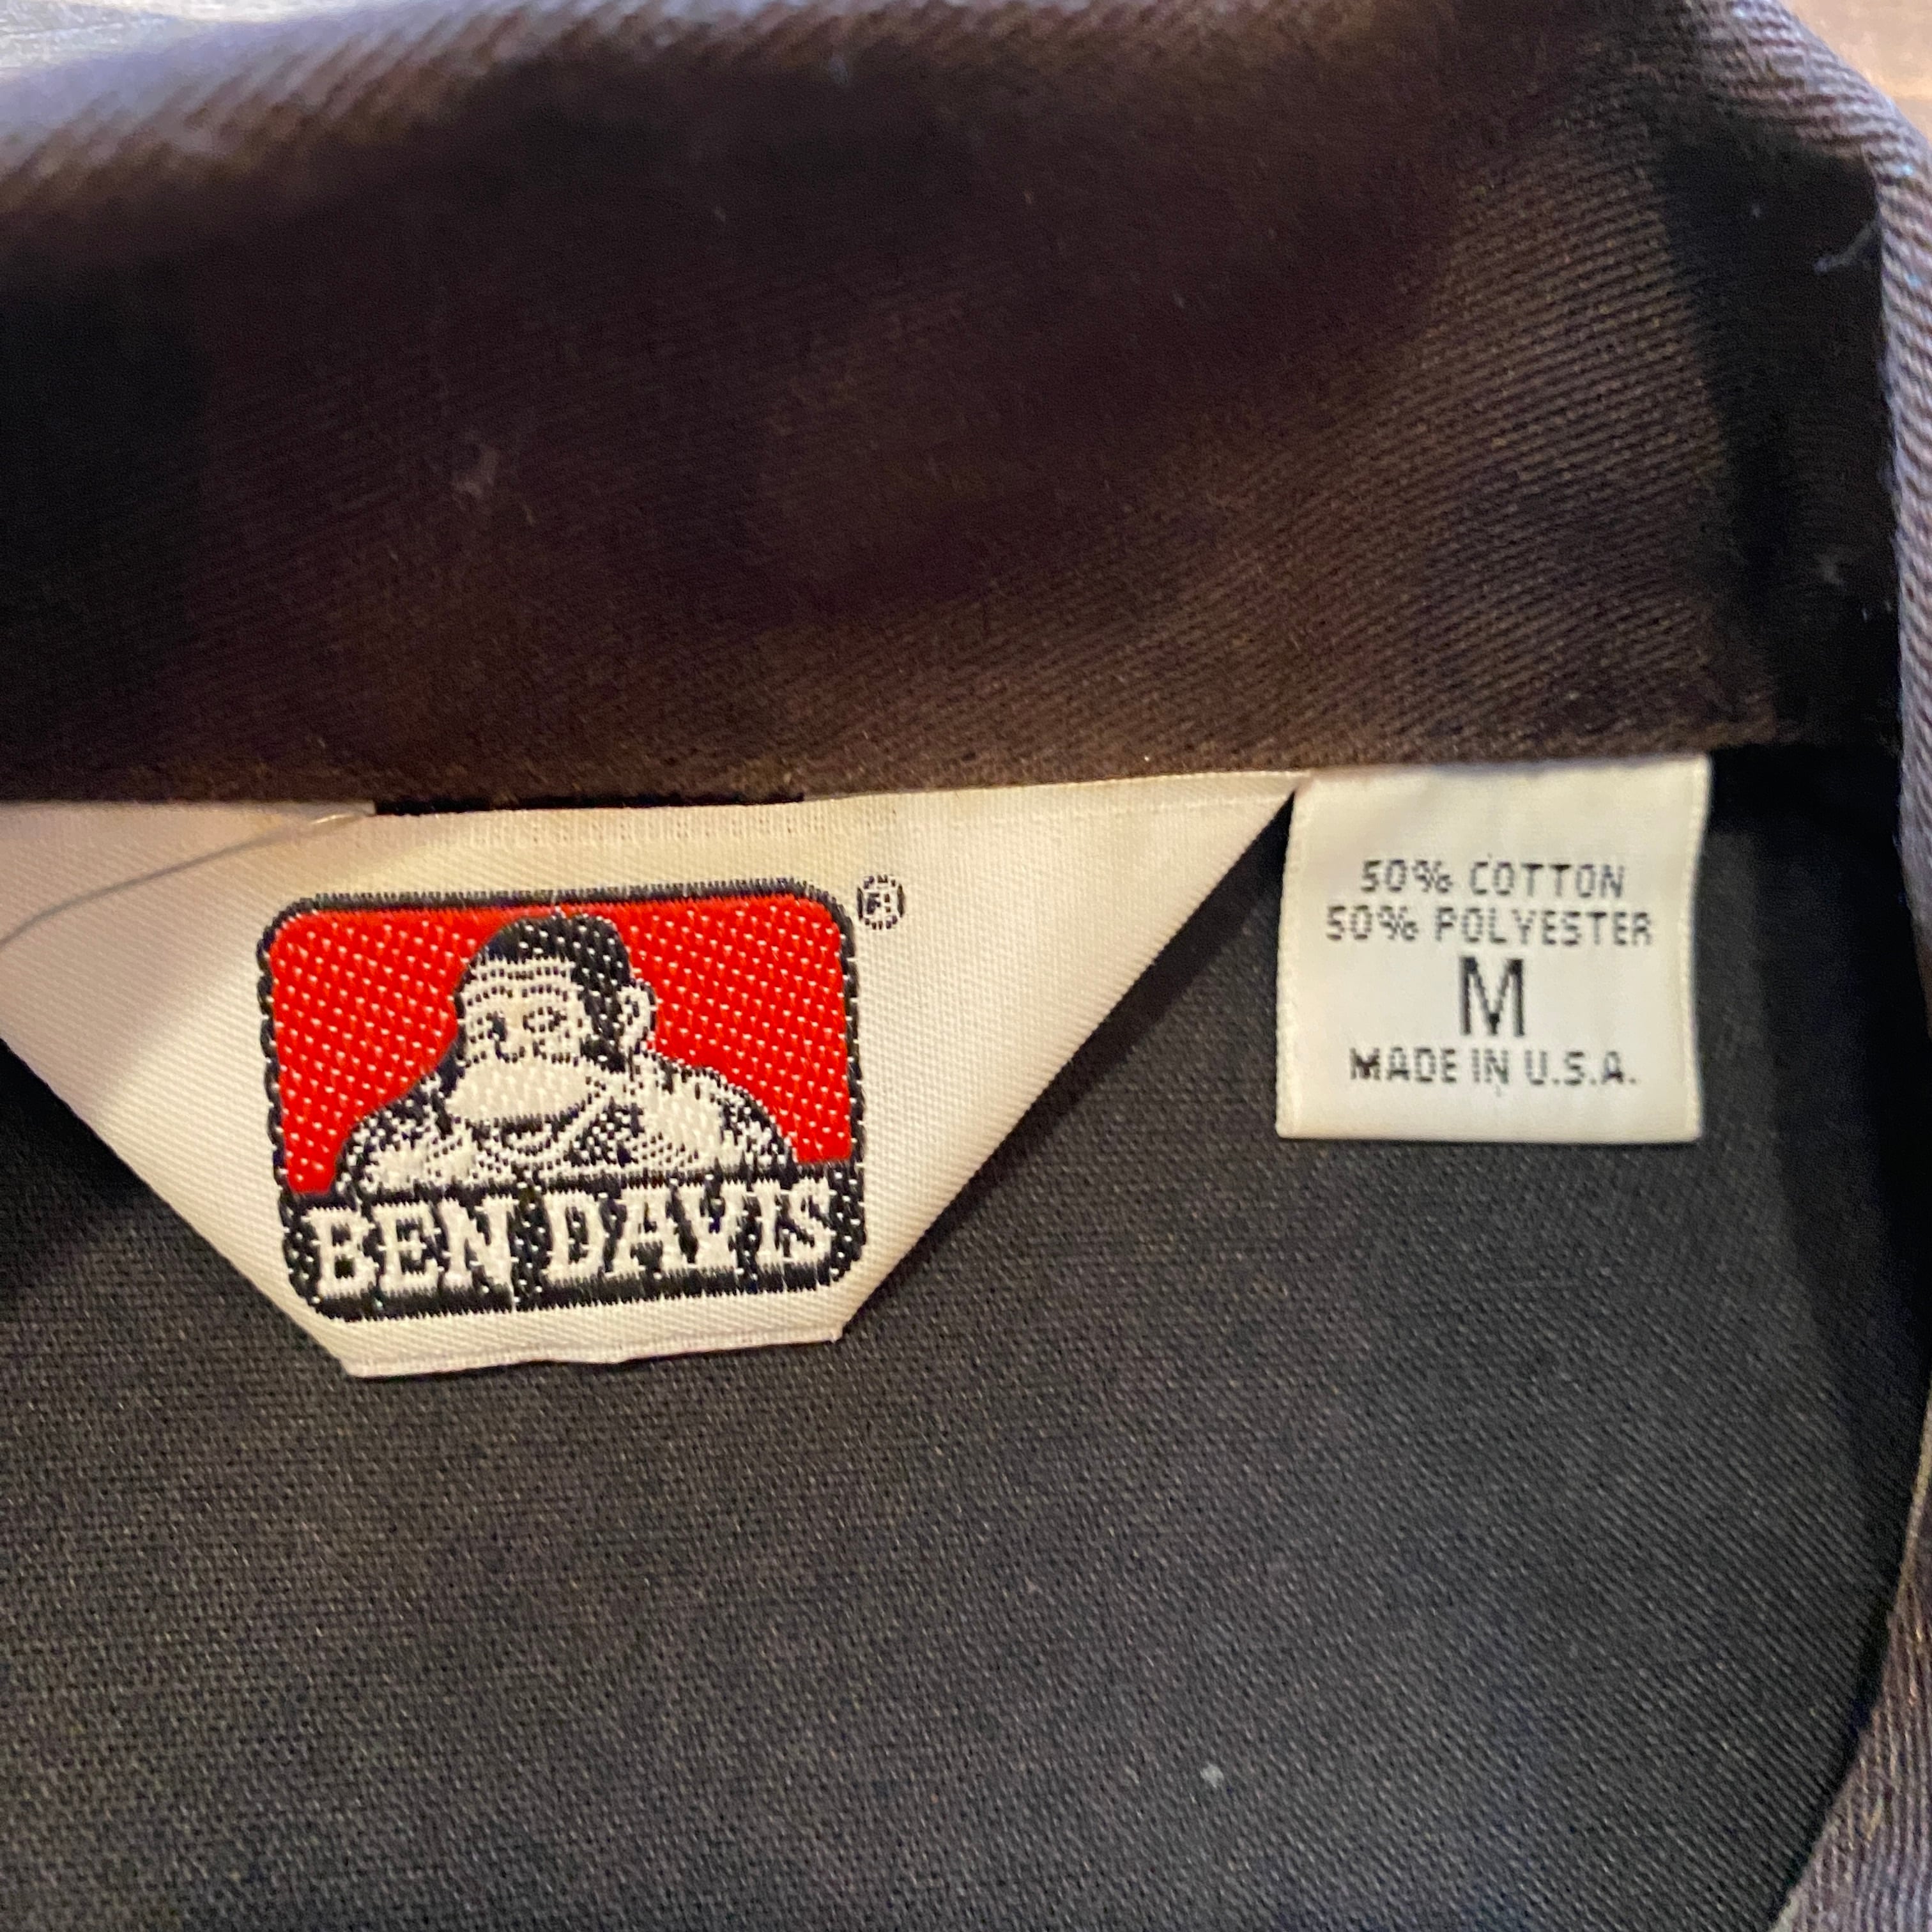 ®
BEN DAVIS
50% COTTON
50% POLYESTER
M
MADE IN U.S.A.